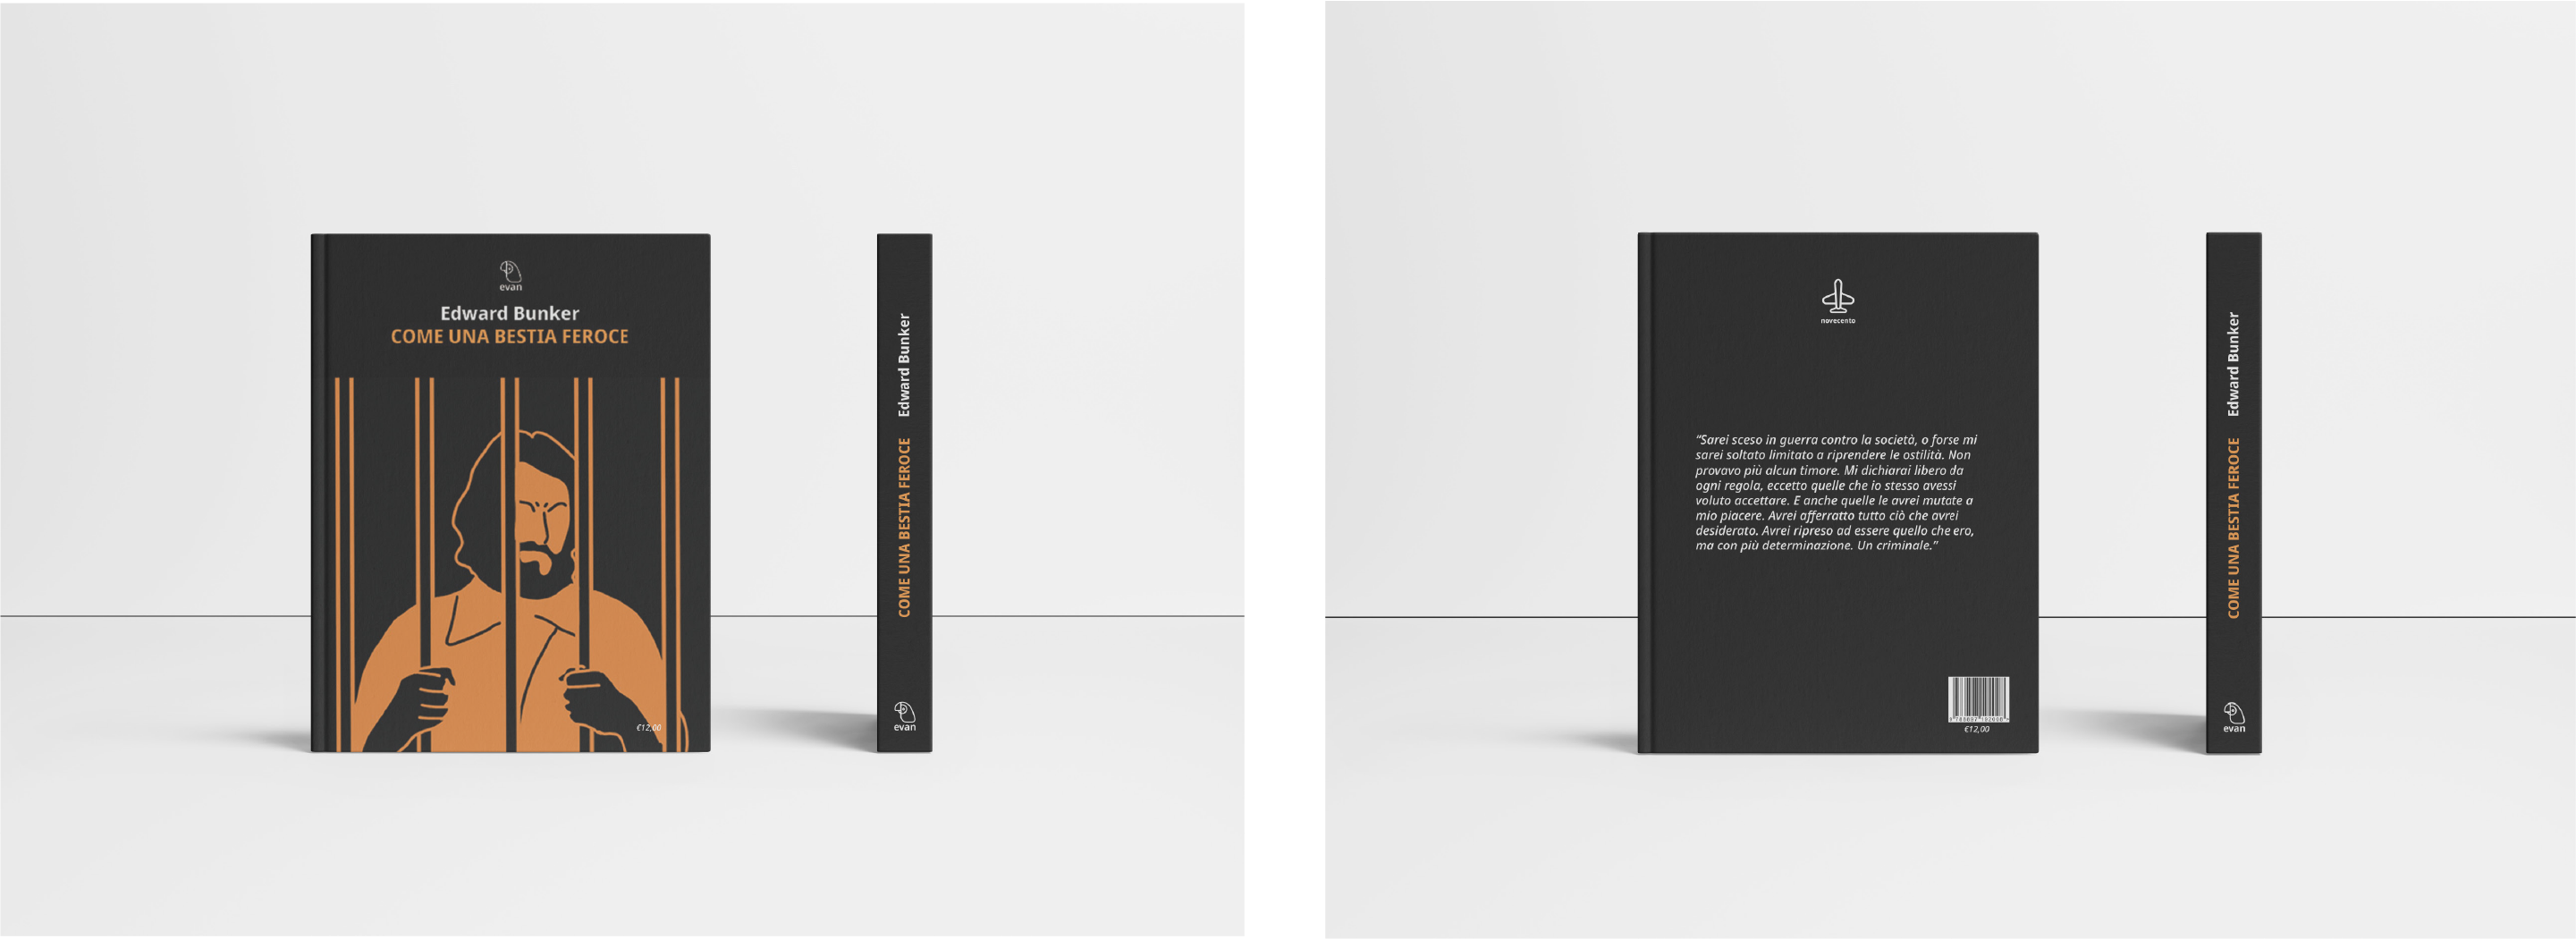 evan
Edward Bunker
COME UNA BESTIA FEROCE
€12,00
COME UNA BESTIA FEROCE Edward Bunker
evan
novecento
“Sarei sceso in guerra contro la società, o forse mi
sarei soltato limitato a riprendere le ostilità. Non
provavo più alcun timore. Mi dichiarai libero da
ogni regola, eccetto quelle che io stesso avessi
voluto accettare. E anche quelle le avrei mutate a
mio piacere. Avrei afferratto tutto ciò che avrei
desiderato. Avrei ripreso ad essere quello che ero,
ma con più determinazione. Un criminale.”
€12,00
COME UNA BESTIA FEROCE Edward Bunker
evan